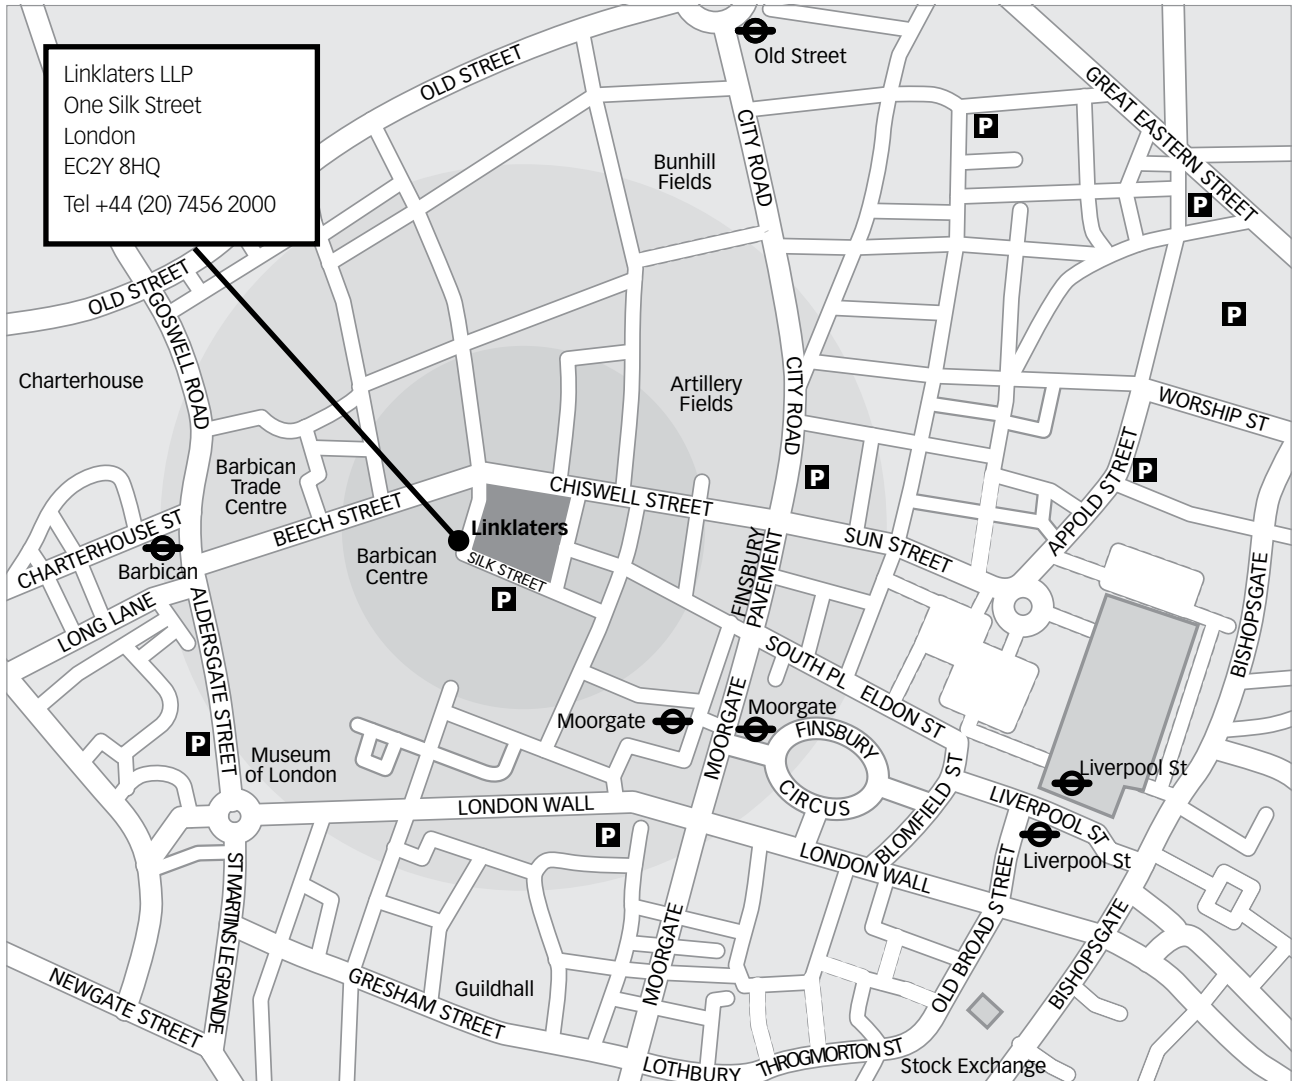 Linklaters LLP
One Silk Street
London
EC2Y 8HQ
Tel +44 (20) 7456 2000
Old Street
OLD STREET
GREAT EASTERN STREET
P
CITY ROAD
Bunhill
Fields
P
OLD STREET
GOSWELL ROAD
P
Charterhouse
Artillery
Fields
CITY ROAD
WORSHIP ST
Barbican
Trade
Centre
P
APPOLD STREET
P
CHISWELL STREET
BEECH STREET
CHARTERHOUSE ST
Linklaters
SUN STREET
Barbican
Barbican
Centre
SILK STREET
P
FINSBURY
PAVEMENT
LONG LANE
ALDERSGATE STREET
BISHOPSGATE
SOUTH PL
ELDON ST
Moorgate
Moorgate
MOORGATE
FINSBURY
CIRCUS
P
Museum
of London
Liverpool St
LIVERPOOL ST
BLOMFIELD ST
LONDON WALL
P
Liverpool St
LONDON WALL
ST MARTINS LE GRANDE
OLD BROAD STREET
BISHOPSGATE
MOORGATE
NEWGATE STREET
GRESHAM STREET
Guildhall
LOTHBURY
THROGMORTON ST
Stock Exchange